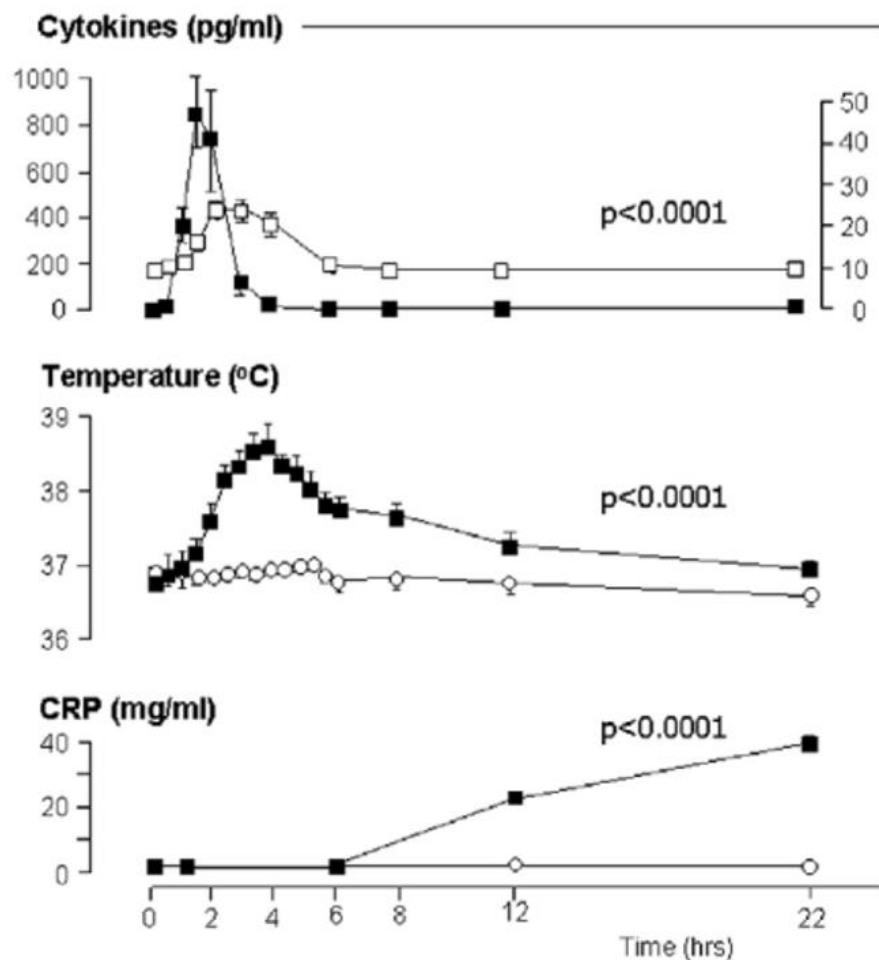 Cytokines (pg/ml)
1000
800
600
400
200
0
50
40
30
20
10
0
p<0.0001
Temperature (ºC)
39
38
37
36
p<0.0001
CRP (mg/ml)
40
20
0
p<0.0001
0 2 4 6 8 12 22
Time (hrs)